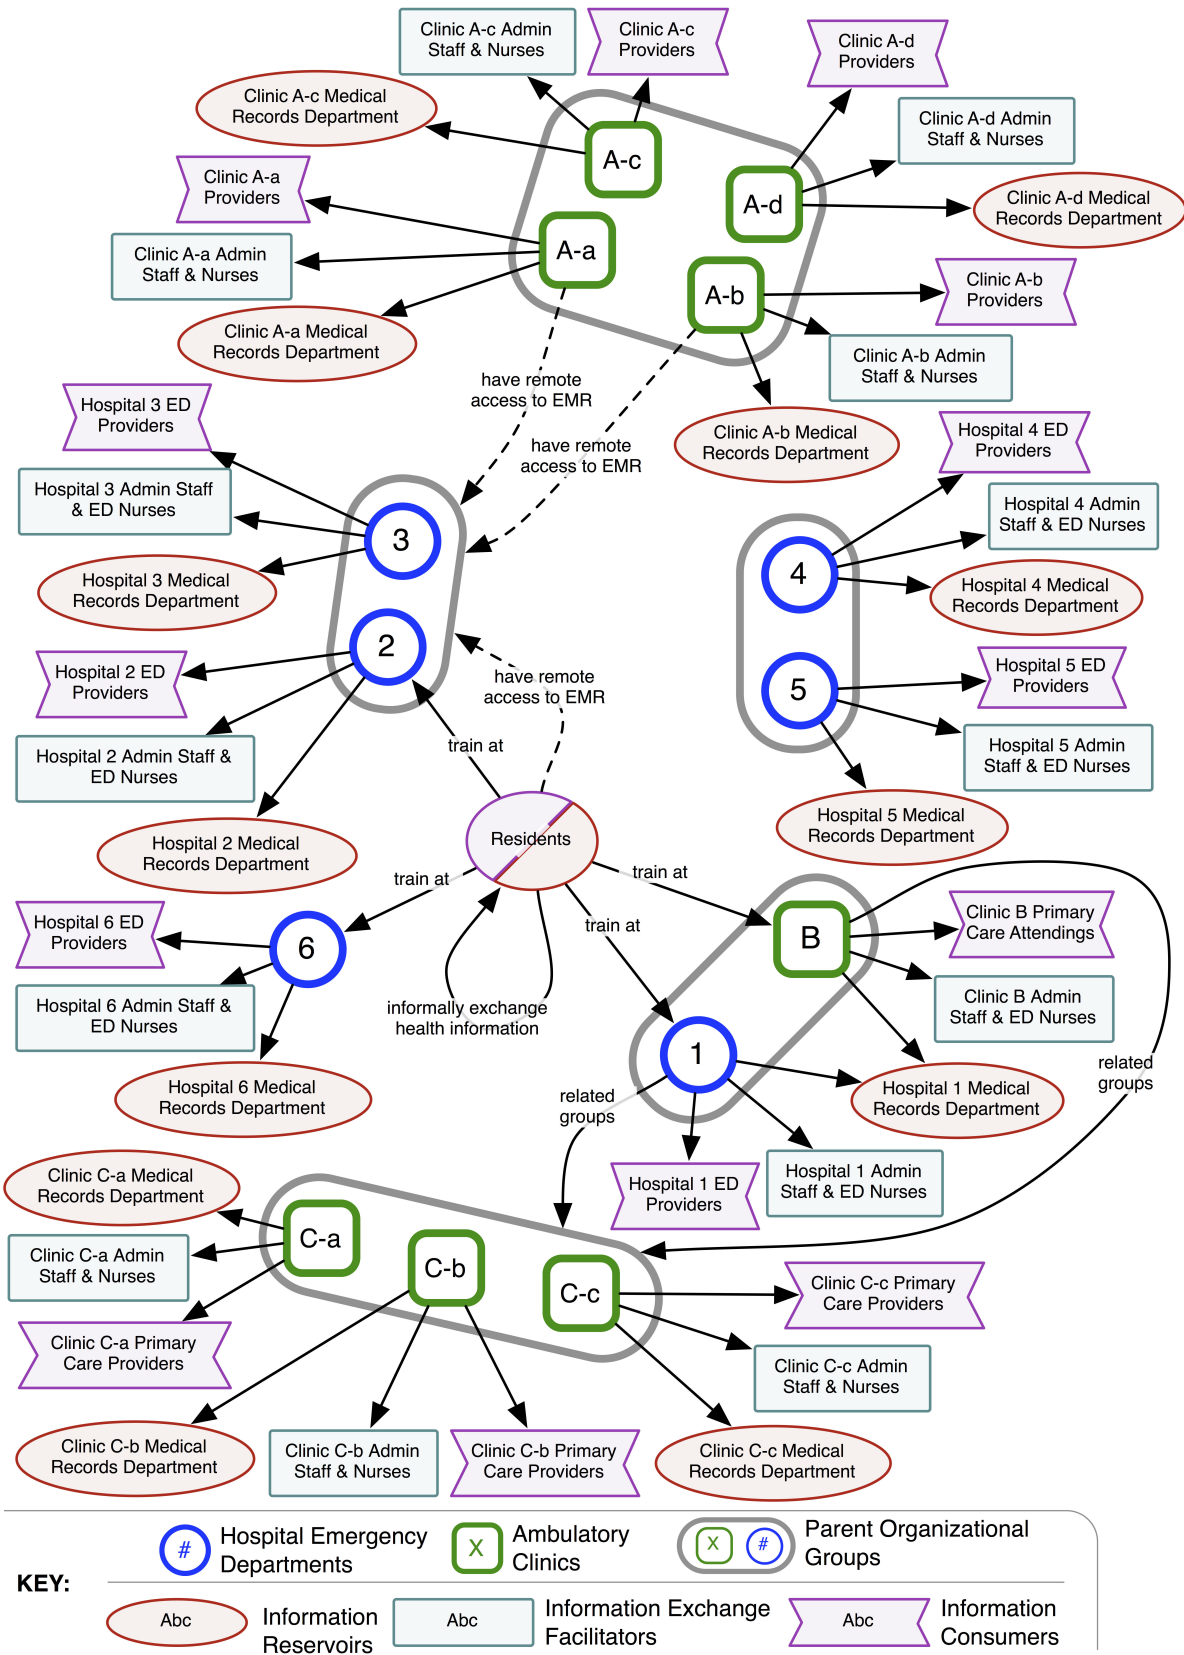 Clinic A-c Admin
Staff & Nurses
Clinic A-c
Providers
Clinic A-d
Providers
Clinic A-c Medical
Records Department
Clinic A-d Admin
Staff & Nurses
A-c
Clinic A-a
Providers
A-d
Clinic A-d Medical
Records Department
Clinic A-a Admin
Staff & Nurses
A-a
A-b
Clinic A-b
Providers
Clinic A-a Medical
Records Department
Clinic A-b Admin
Staff & Nurses
have remote
access to EMR
Hospital 3 ED
Providers
Clinic A-b Medical
Records Department
Hospital 4 ED
Providers
have remote
access to EMR
Hospital 3 Admin Staff
& ED Nurses
Hospital 4 Admin
Staff & ED Nurses
3
4
Hospital 3 Medical
Records Department
Hospital 4 Medical
Records Department
2
Hospital 2 ED
Providers
have remote
access to EMR
5
Hospital 5 ED
Providers
Hospital 2 Admin Staff &
ED Nurses
train at
Hospital 5 Admin
Staff & ED Nurses
Hospital 2 Medical
Records Department
Residents
Hospital 5 Medical
Records Department
train at
train at
Hospital 6 ED
Providers
6
train at
B
Clinic B Primary
Care Attendings
Hospital 6 Admin Staff &
ED Nurses
informally exchange
health information
Clinic B Admin
Staff & ED Nurses
1
related
groups
Hospital 6 Medical
Records Department
related
groups
Hospital 1 Medical
Records Department
Clinic C-a Medical
Records Department
Hospital 1 ED
Providers
Hospital 1 Admin
Staff & ED Nurses
C-a
Clinic C-a Admin
Staff & Nurses
C-b
C-c
Clinic C-c Primary
Care Providers
Clinic C-a Primary
Care Providers
Clinic C-c Admin
Staff & Nurses
Clinic C-b Medical
Records Department
Clinic C-b Admin
Staff & Nurses
Clinic C-b Primary
Care Providers
Clinic C-c Medical
Records Department
KEY:
#
Hospital Emergency
Departments
X
Ambulatory
Clinics
X
#
Parent Organizational
Groups
Abc
Information
Reservoirs
Abc
Information Exchange
Facilitators
Abc
Information
Consumers